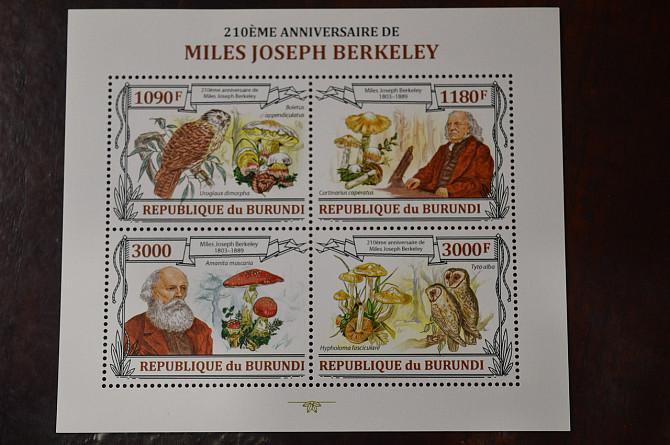 210ÈME ANNIVERSAIRE DE
MILES JOSEPH BERKELEY
1090F
210ème anniversaire de
Miles Joseph Berkeley
Boletus
appendiculatus
Uroglaux dimorpha
REPUBLIQUE du BURUNDI
Miles Joseph Berkeley
1803-1889
1180F
Cortinarius caperatus
REPUBLIQUE du BURUNDI
3000
Miles Joseph Berkeley
1803-1889
Amanita muscaria
REPUBLIQUE du BURUNDI
210ème anniversaire de
Miles Joseph Berkeley
3000F
Tyto alba
Hypholoma fasciculare
REPUBLIQUE du BURUNDI